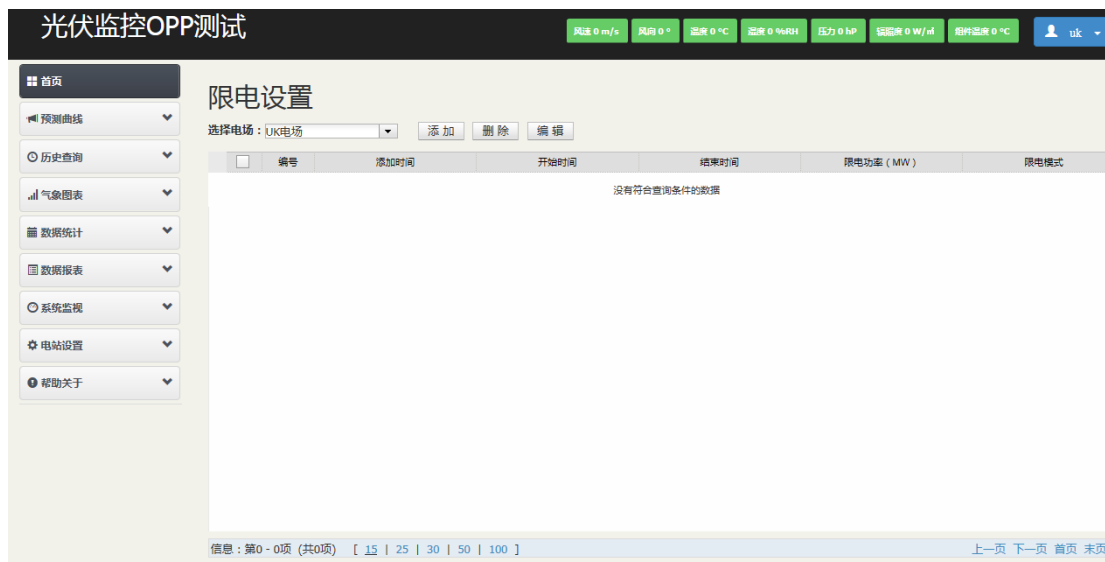 光伏监控OPP测试
风速 0 m/s 风向 0 ° 温度 0 ℃ 湿度 0 %RH 压力 0 hP 辐照度 0 W/㎡ 组件温度 0 ℃ uk
首页
预测曲线
历史查询
气象图表
数据统计
数据报表
系统监视
电站设置
帮助关于
限电设置
选择电场：UK电场 添加 删除 编辑
编号 添加时间 开始时间 结束时间 限电功率（MW） 限电模式
没有符合查询条件的数据
信息：第0 - 0项 (共0项) [ 15 | 25 | 30 | 50 | 100 ] 上一页 下一页 首页 末页